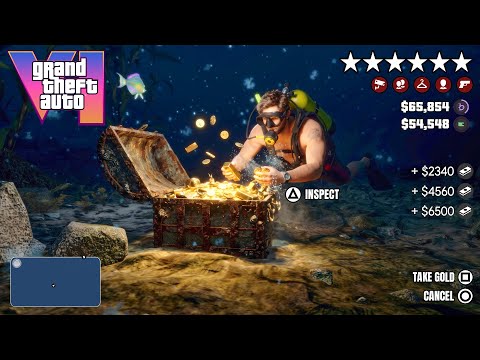 VI
grand
theft
auto
$65,854
$54,548
INSPECT
+ $2340
+ $4560
+ $6500
TAKE GOLD
CANCEL